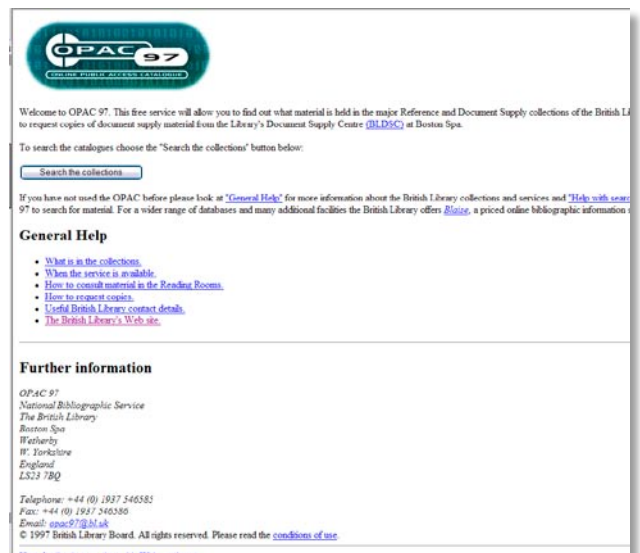 OPAC 97
ONLINE PUBLIC ACCESS CATALOGUE
Welcome to OPAC 97. This free service will allow you to find out what material is held in the major Reference and Document Supply collections of the British Li
to request copies of document supply material from the Library's Document Supply Centre (BLDSC) at Boston Spa.
To search the catalogues choose the "Search the collections" button below:
Search the collections
If you have not used the OPAC before please look at "General Help" for more information about the British Library collections and services and "Help with searc
97 to search for material. For a wider range of databases and many additional facilities the British Library offers Blaise, a priced online bibliographic information
General Help
What is in the collections.
When the service is available.
How to consult material in the Reading Rooms.
How to request copies.
Useful British Library contact details.
The British Library's Web site.
Further information
OPAC 97
National Bibliographic Service
The British Library
Boston Spa
Wetherby
W. Yorkshire
England
LS23 7BQ
Telephone: +44 (0) 1937 546585
Fax: +44 (0) 1937 546586
Email: opac97@bl.uk
© 1997 British Library Board. All rights reserved. Please read the conditions of use.